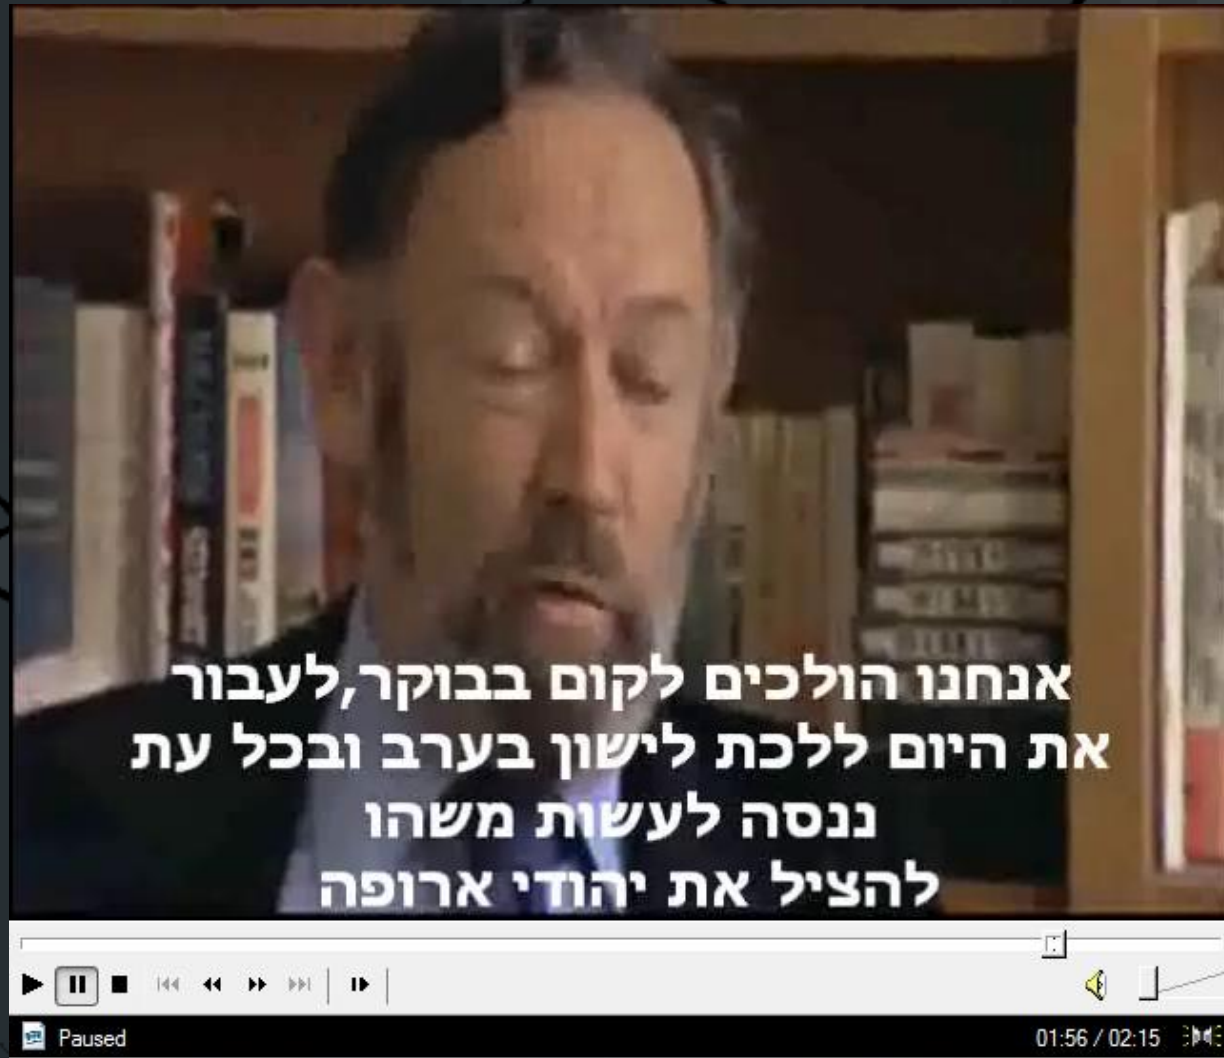 אנחנו הולכים לקום בבוקר,לעבור
את היום ללכת לישון בערב ובכל עת
ננסה לעשות משהו
להציל את יהודי ארופה
Paused
01:56 / 02:15